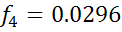 f₄ = 0.0296